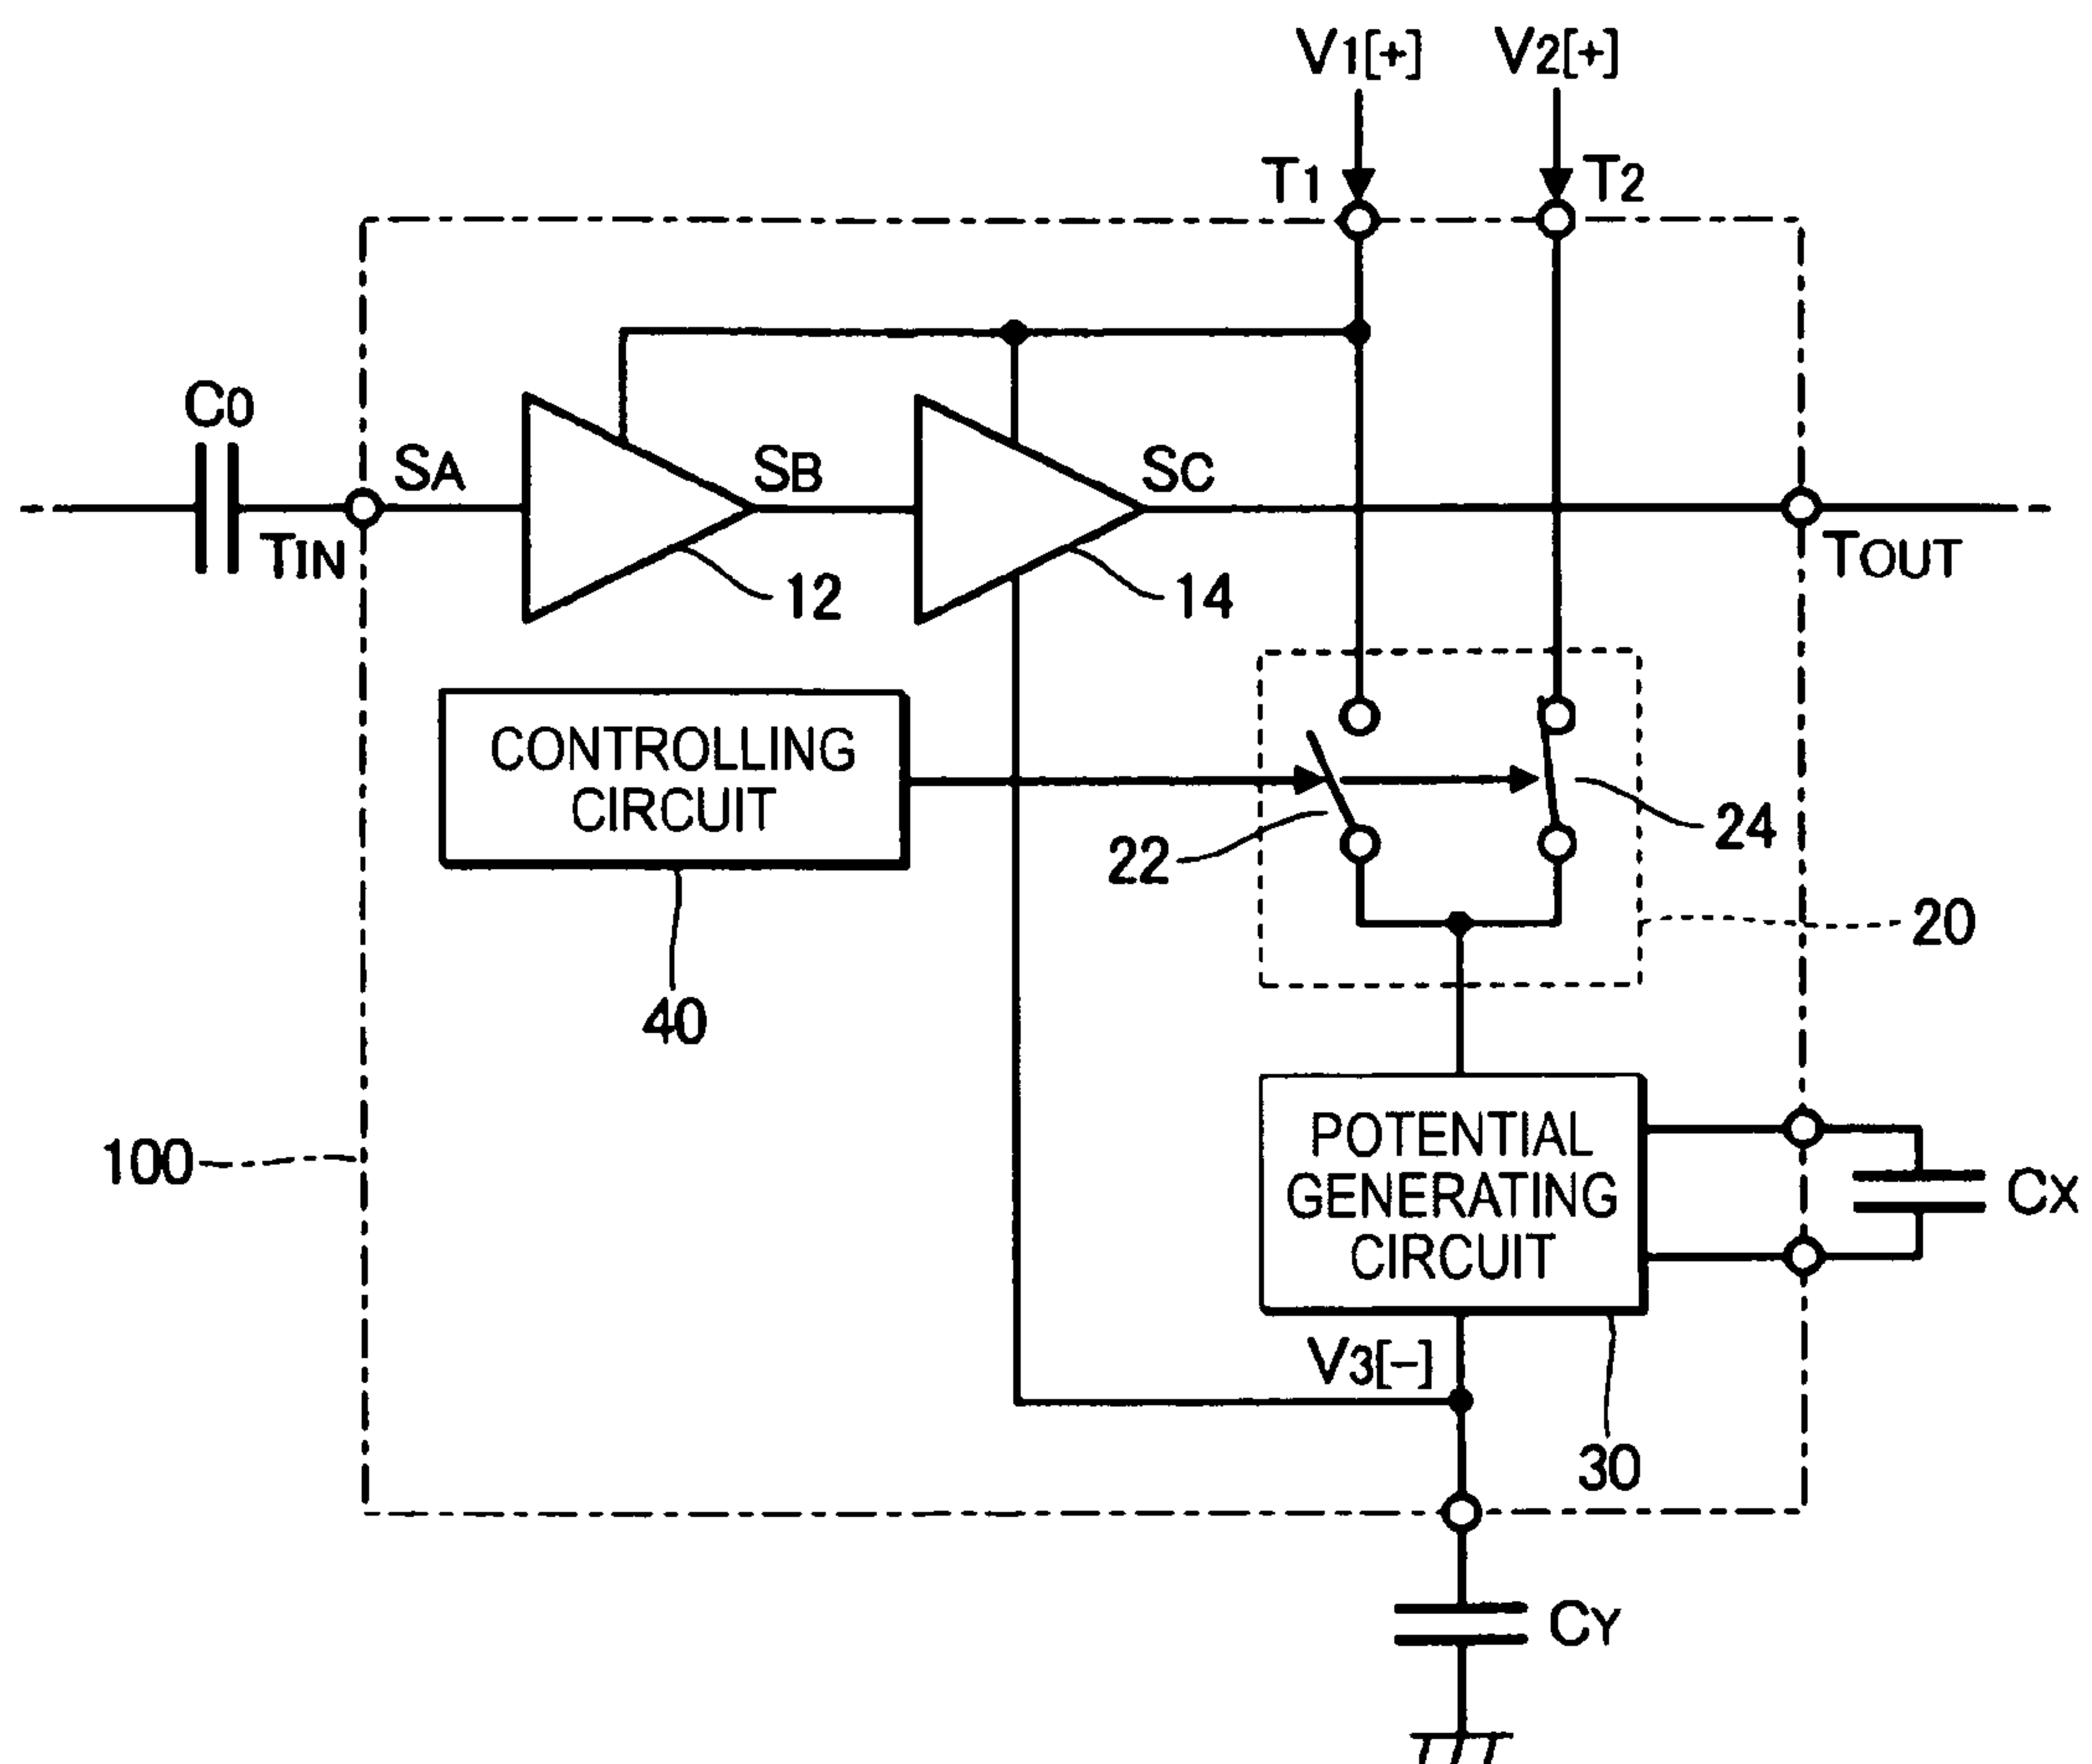 V1[+] V2[+]
T1 T2
C0
SA SB SC
TIN TOUT
12 14
CONTROLLING
CIRCUIT
22 24
20
40
POTENTIAL
GENERATING
CIRCUIT
100
CX
V3[−]
30
CY